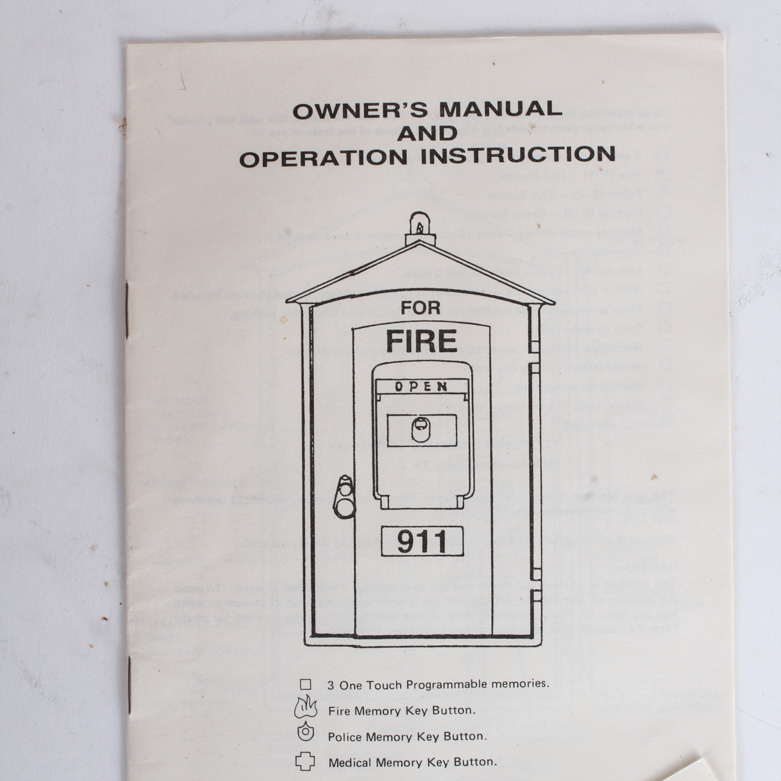 OWNER'S MANUAL
AND
OPERATION INSTRUCTION
FOR
FIRE
OPEN
911
3 One Touch Programmable memories.
Fire Memory Key Button.
Police Memory Key Button.
Medical Memory Key Button.